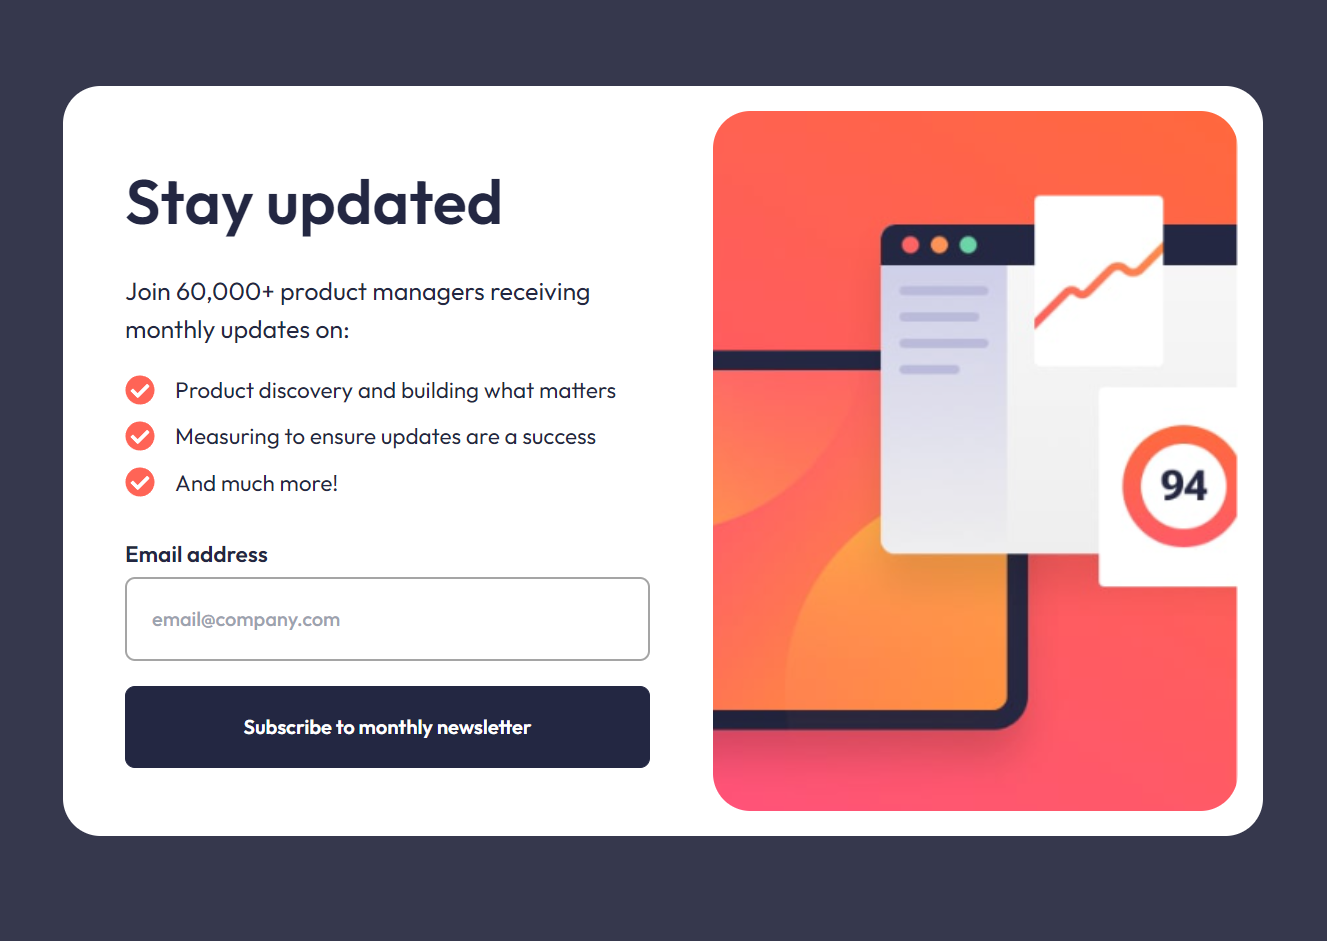 Stay updated
Join 60,000+ product managers receiving
monthly updates on:
Product discovery and building what matters
Measuring to ensure updates are a success
And much more!
Email address
email@company.com
Subscribe to monthly newsletter
94